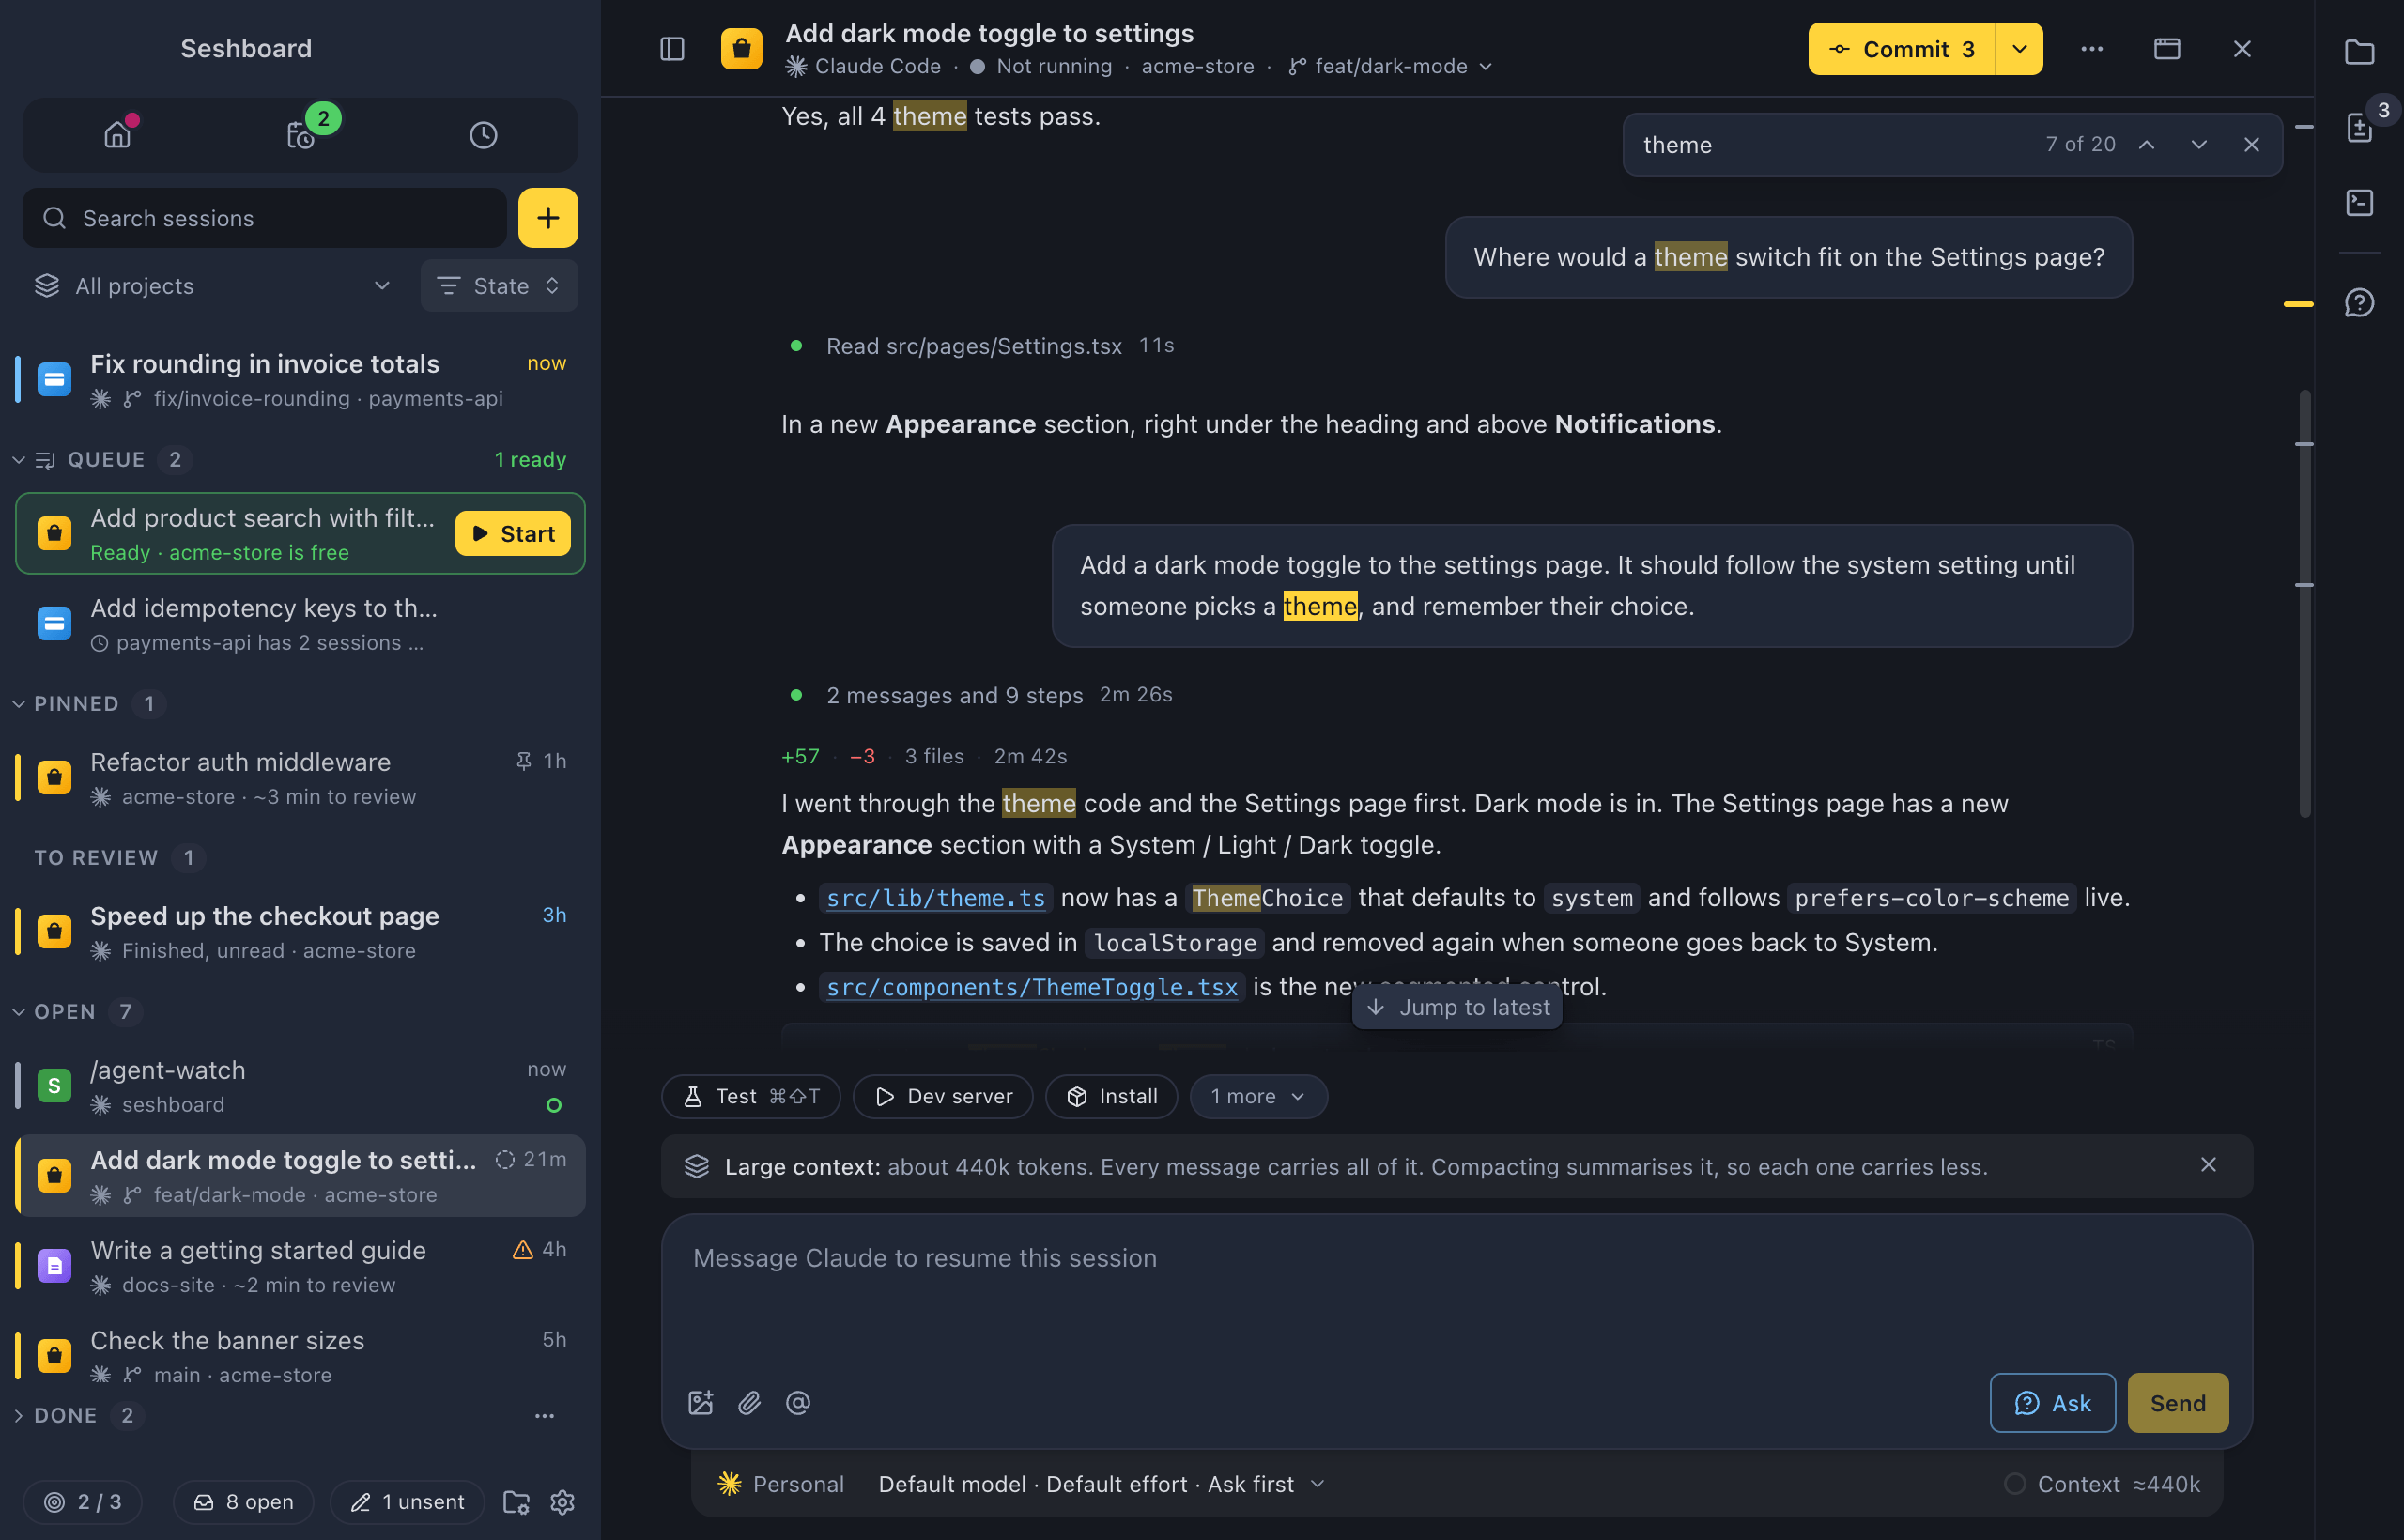 Seshboard
2
Search sessions
All projects
State
Fix rounding in invoice totals
now
fix/invoice-rounding · payments-api
QUEUE 2
1 ready
Add product search with filt...
Ready · acme-store is free
Start
Add idempotency keys to th...
payments-api has 2 sessions ...
PINNED 1
Refactor auth middleware
1h
acme-store · ~3 min to review
TO REVIEW 1
Speed up the checkout page
3h
Finished, unread · acme-store
OPEN 7
S
/agent-watch
now
seshboard
Add dark mode toggle to setti...
21m
feat/dark-mode · acme-store
Write a getting started guide
4h
docs-site · ~2 min to review
Check the banner sizes
5h
main · acme-store
DONE 2
2 / 3
8 open
1 unsent
Add dark mode toggle to settings
Claude Code · Not running · acme-store · feat/dark-mode
Commit 3
3
theme
7 of 20
Yes, all 4 theme tests pass.
Where would a theme switch fit on the Settings page?
Read src/pages/Settings.tsx 11s
In a new Appearance section, right under the heading and above Notifications.
Add a dark mode toggle to the settings page. It should follow the system setting until
someone picks a theme, and remember their choice.
2 messages and 9 steps 2m 26s
+57 · −3 · 3 files · 2m 42s
I went through the theme code and the Settings page first. Dark mode is in. The Settings page has a new
Appearance section with a System / Light / Dark toggle.
• src/lib/theme.ts now has a ThemeChoice that defaults to system and follows prefers-color-scheme live.
• The choice is saved in localStorage and removed again when someone goes back to System.
• src/components/ThemeToggle.tsx is the new segmented control.
Jump to latest
TS
Test ⌘⇧T
Dev server
Install
1 more
Large context: about 440k tokens. Every message carries all of it. Compacting summarises it, so each one carries less.
Message Claude to resume this session
Ask
Send
Personal
Default model · Default effort · Ask first
Context ≈440k